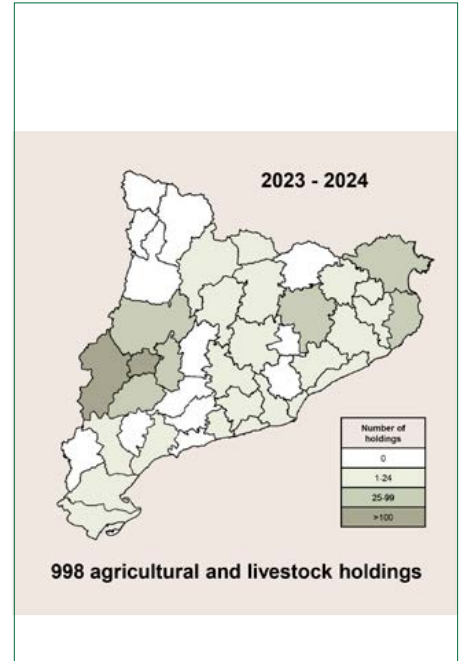 2023 - 2024
Number of
holdings
0
1-24
25-99
>100
998 agricultural and livestock holdings